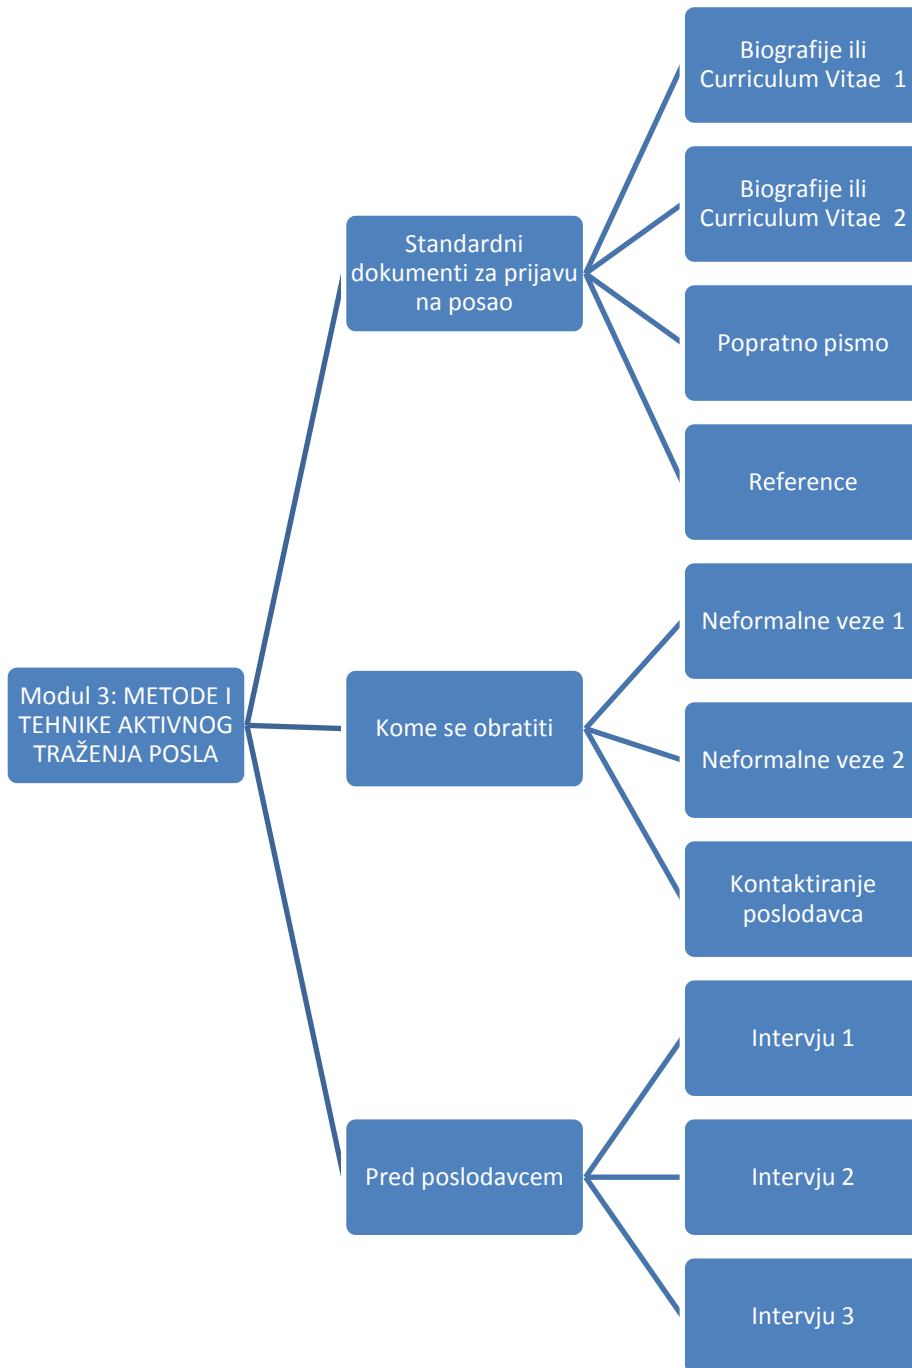 Modul 3: METODE I
TEHNIKE AKTIVNOG
TRAŽENJA POSLA
Standardni
dokumenti za prijavu
na posao
Biografije ili
Curriculum Vitae 1
Biografije ili
Curriculum Vitae 2
Popratno pismo
Reference
Kome se obratiti
Neformalne veze 1
Neformalne veze 2
Kontaktiranje
poslodavca
Pred poslodavcem
Intervju 1
Intervju 2
Intervju 3